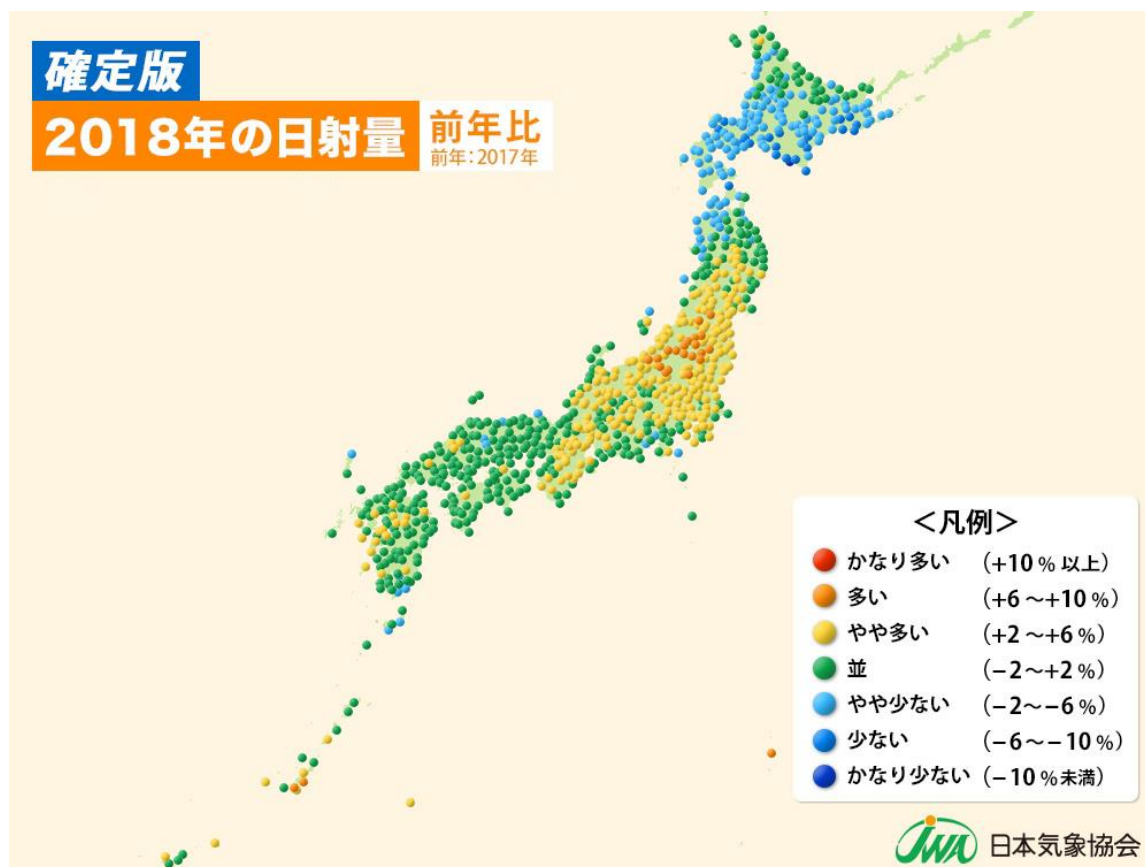 確定版
2018年の日射量 前年比
前年:2017年
<凡例>
かなり多い (+10%以上)
多い (+6~+10%)
やや多い (+2~+6%)
並 (-2~+2%)
やや少ない (-2~-6%)
少ない (-6~-10%)
かなり少ない (-10%未満)
JWA 日本気象協会